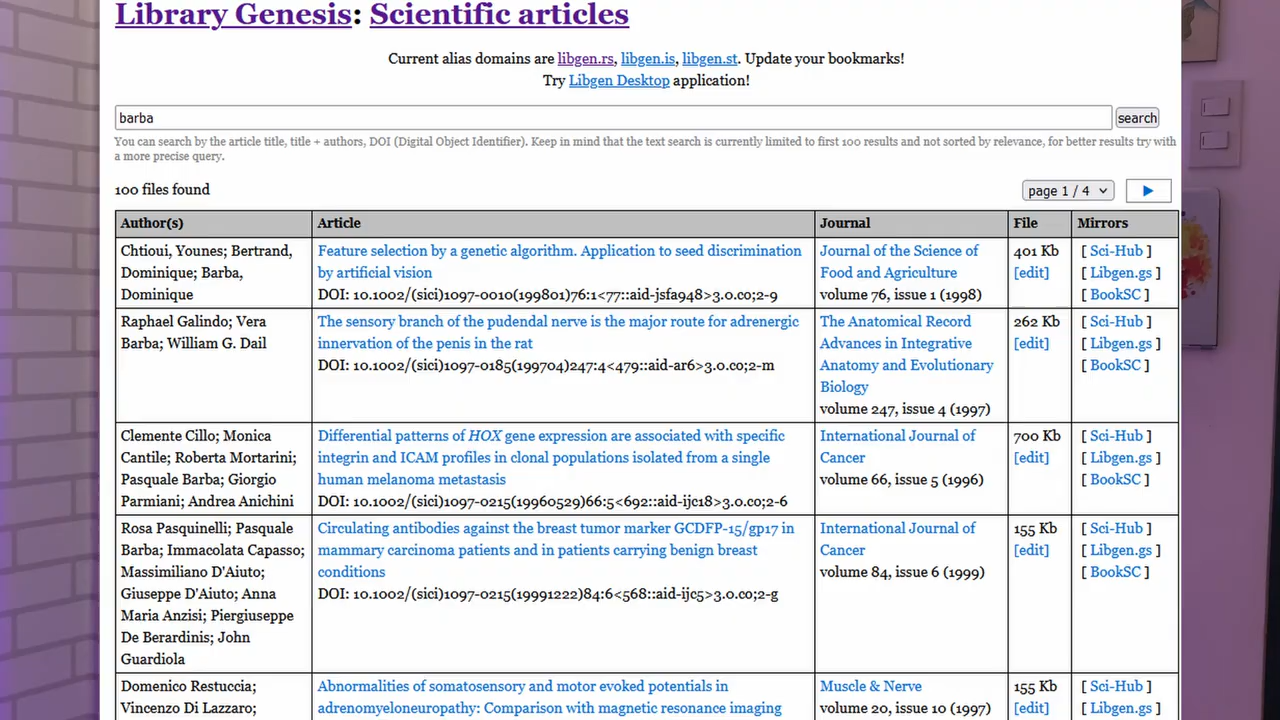 Library Genesis: Scientific articles
Current alias domains are libgen.rs, libgen.is, libgen.st. Update your bookmarks!
Try Libgen Desktop application!
barba
search
You can search by the article title, title + authors, DOI (Digital Object Identifier). Keep in mind that the text search is currently limited to first 100 results and not sorted by relevance, for better results try with
a more precise query.
100 files found
page 1 / 4
Author(s) Article Journal File Mirrors
Chtioui, Younes; Bertrand,
Dominique; Barba,
Dominique
Feature selection by a genetic algorithm. Application to seed discrimination
by artificial vision
DOI: 10.1002/(sici)1097-0010(199801)76:1<77::aid-jsfa948>3.0.co;2-9
Journal of the Science of
Food and Agriculture
volume 76, issue 1 (1998)
401 Kb
[edit]
[ Sci-Hub ]
[ Libgen.gs ]
[ BookSC ]
Raphael Galindo; Vera
Barba; William G. Dail
The sensory branch of the pudendal nerve is the major route for adrenergic
innervation of the penis in the rat
DOI: 10.1002/(sici)1097-0185(199704)247:4<479::aid-ar6>3.0.co;2-m
The Anatomical Record
Advances in Integrative
Anatomy and Evolutionary
Biology
volume 247, issue 4 (1997)
262 Kb
[edit]
[ Sci-Hub ]
[ Libgen.gs ]
[ BookSC ]
Clemente Cillo; Monica
Cantile; Roberta Mortarini;
Pasquale Barba; Giorgio
Parmiani; Andrea Anichini
Differential patterns of HOX gene expression are associated with specific
integrin and ICAM profiles in clonal populations isolated from a single
human melanoma metastasis
DOI: 10.1002/(sici)1097-0215(19960529)66:5<692::aid-ijc18>3.0.co;2-6
International Journal of
Cancer
volume 66, issue 5 (1996)
700 Kb
[edit]
[ Sci-Hub ]
[ Libgen.gs ]
[ BookSC ]
Rosa Pasquinelli; Pasquale
Barba; Immacolata Capasso;
Massimiliano D'Aiuto;
Giuseppe D'Aiuto; Anna
Maria Anzisi; Piergiuseppe
De Berardinis; John
Guardiola
Circulating antibodies against the breast tumor marker GCDFP-15/gp17 in
mammary carcinoma patients and in patients carrying benign breast
conditions
DOI: 10.1002/(sici)1097-0215(19991222)84:6<568::aid-ijc5>3.0.co;2-g
International Journal of
Cancer
volume 84, issue 6 (1999)
155 Kb
[edit]
[ Sci-Hub ]
[ Libgen.gs ]
[ BookSC ]
Domenico Restuccia;
Vincenzo Di Lazzaro;
Abnormalities of somatosensory and motor evoked potentials in
adrenomyeloneuropathy: Comparison with magnetic resonance imaging
Muscle & Nerve
volume 20, issue 10 (1997)
155 Kb
[edit]
[ Sci-Hub ]
[ Libgen.gs ]